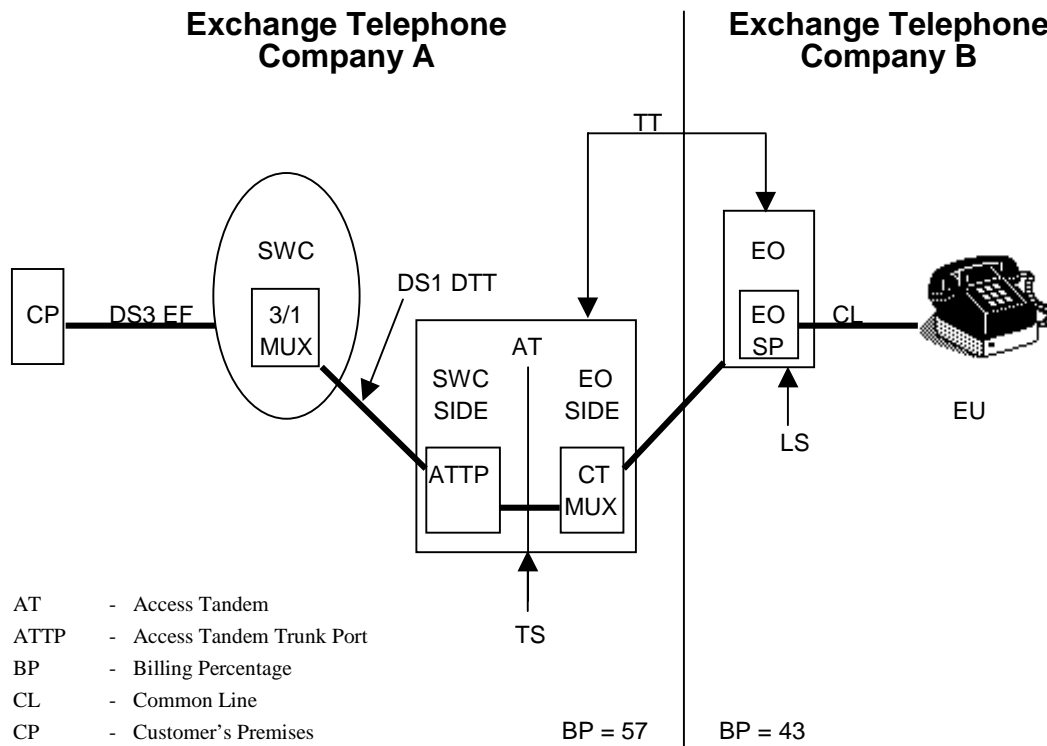 Exchange Telephone
Company A
Exchange Telephone
Company B
TT
SWC
EO
DS1 DTT
CP
DS3 EF
3/1
MUX
EO
SP
CL
AT
SWC
SIDE
EO
SIDE
EU
LS
ATTP
CT
MUX
TS
AT - Access Tandem
ATTP - Access Tandem Trunk Port
BP - Billing Percentage
CL - Common Line
CP - Customer's Premises
BP = 57
BP = 43